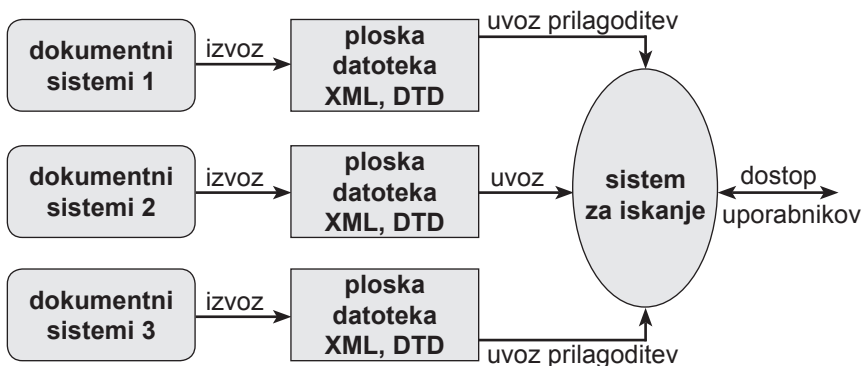 dokumentni
sistemi 1
izvoz
ploska
datoteka
XML, DTD
uvoz prilagoditev
dokumentni
sistemi 2
izvoz
ploska
datoteka
XML, DTD
uvoz
sistem
za iskanje
dostop
uporabnikov
dokumentni
sistemi 3
izvoz
ploska
datoteka
XML, DTD
uvoz prilagoditev